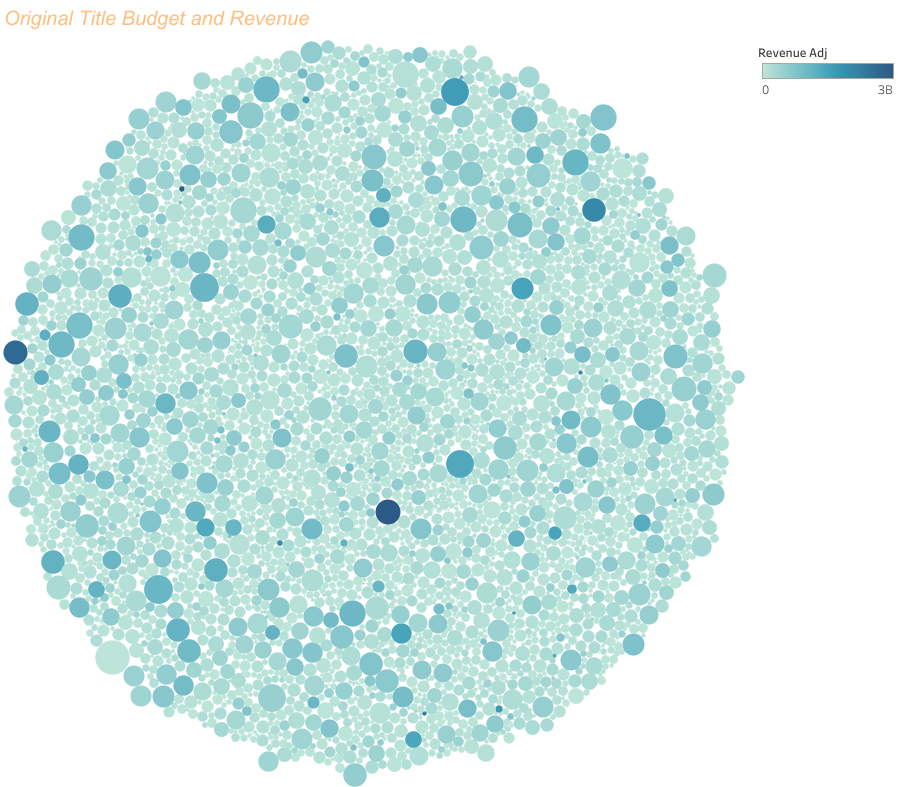 Original Title Budget and Revenue
Revenue Adj
0 3B